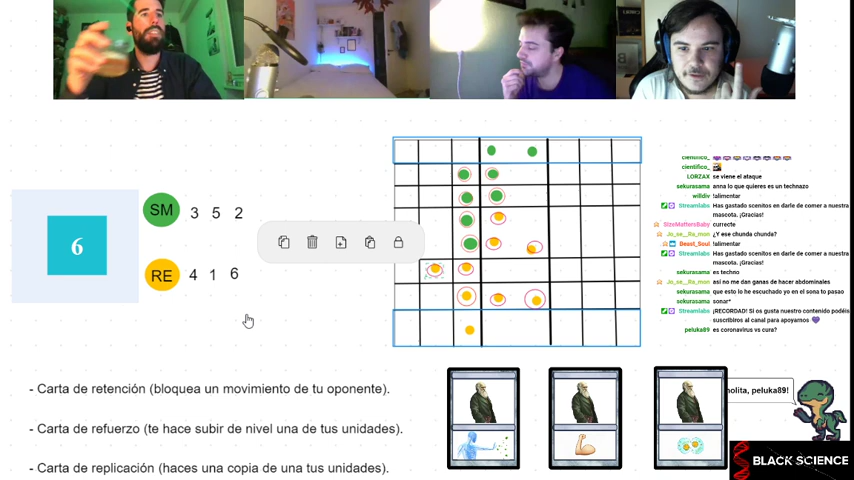 6
SM 3 5 2
RE 4 1 6
científico_
científico_
LORZAX se viene el ataque
sekurasama anna lo quieres es un technazo
willdiv !alimentar
Streamlabs Has gastado scenitos en darle de comer a nuestra
mascota. ¡Gracias!
SizeMattersBaby currecte
Jo_se__Ra_mon ¿Y ese chunda chunda?
Beast_Soul !alimentar
Streamlabs Has gastado scenitos en darle de comer a nuestra
mascota. ¡Gracias!
sekurasama es techno
Jo_se__Ra_mon así no me dan ganas de hacer abdominales
sekurasama que esto lo he escuchado yo en el sona to pasao
sekurasama sonar*
Streamlabs ¡RECORDAD! Si os gusta nuestro contenido podéis
suscribiros al canal para apoyarnos
peluka89 es coronavirus vs cura?
- Carta de retención (bloquea un movimiento de tu oponente).
- Carta de refuerzo (te hace subir de nivel una de tus unidades).
- Carta de replicación (haces una copia de una tus unidades).
peluka89!
BLACK SCIENCE